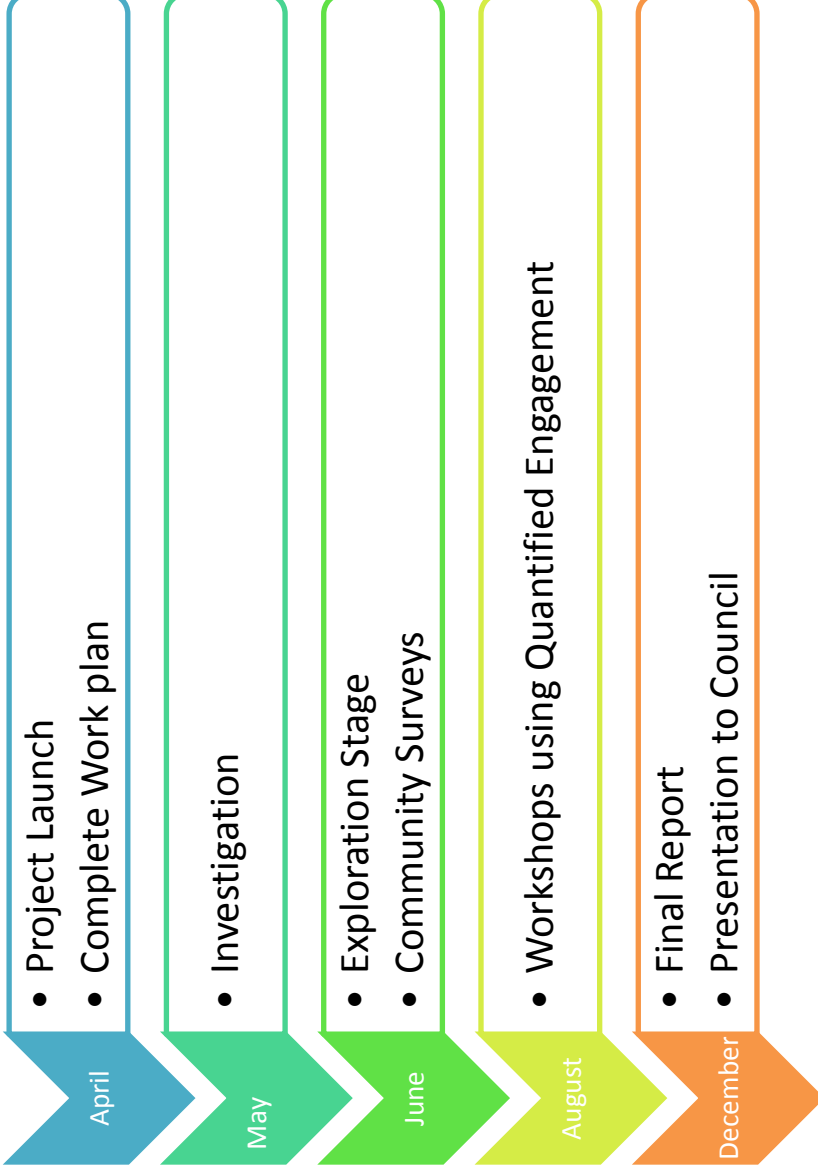 April
• Project Launch
• Complete Work plan
May
• Investigation
June
• Exploration Stage
• Community Surveys
August
• Workshops using Quantified Engagement
December
• Final Report
• Presentation to Council